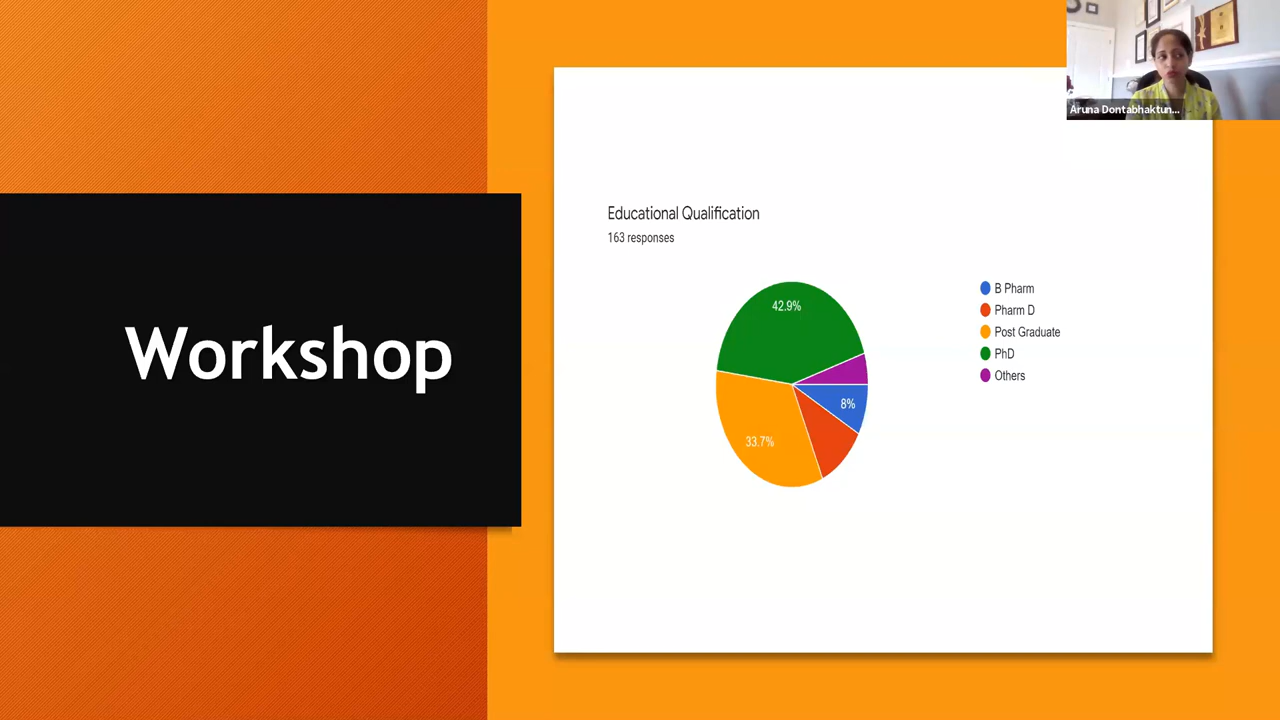 Aruna Dontabhaktun...
Educational Qualification
163 responses
Workshop
42.9%
33.7%
8%
B Pharm
Pharm D
Post Graduate
PhD
Others